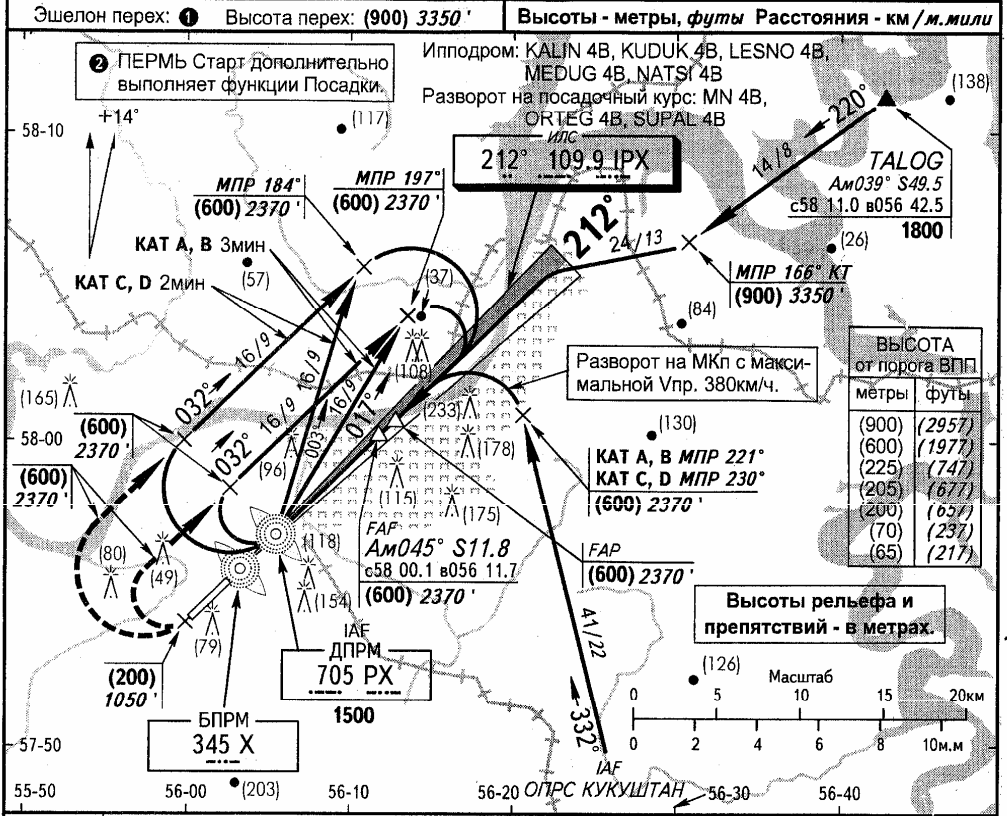 Эшелон перех: ❶ Высота перех: (900) 3350 ' Высоты - метры, футы Расстояния - км / м.мили
❷ ПЕРМЬ Старт дополнительно
выполняет функции Посадки.
Ипподром: KALIN 4B, KUDUK 4B, LESNO 4B,
MEDUG 4B, NATSI 4B
Разворот на посадочный курс: MN 4B,
ORTEG 4B, SUPAL 4B
ИЛС
212° 109.9 IPX
+14°
(117)
(138)
58-10
220°
14/8
TALOG
Ам039° S49.5
с58 11.0 в056 42.5
1800
МПР 184°
(600) 2370 '
МПР 197°
(600) 2370 '
212°
24/13
(26)
МПР 166° КТ
(900) 3350 '
КАТ A, B 3мин
(57)
КАТ C, D 2мин
(37)
(84)
16/9
16/9
16/9
16/9
032°
032°
003°
017°
(108)
Разворот на МКп с макси-
мальной Vпр. 380км/ч.
ВЫСОТА
от порога ВПП
метры футы
(900) (2957)
(600) (1977)
(225) (747)
(205) (677)
(200) (657)
(70) (237)
(65) (217)
(165)
(600)
2370 '
58-00
(233)
(178)
(130)
(96)
КАТ A, B МПР 221°
КАТ C, D МПР 230°
(600) 2370 '
(600)
2370 '
(115)
(175)
(118)
FAF
Ам045° S11.8
с58 00.1 в056 11.7
(600) 2370 '
FAP
(600) 2370 '
(80)
(49)
(154)
(79)
Высоты рельефа и
препятствий - в метрах.
41/22
IAF
ДПРМ
705 PX
1500
(200)
1050 '
(126)
Масштаб
0 5 10 15 20км
0 2 4 6 8 10м.м
БПРМ
345 X
57-50
332°
IAF
ОПРС КУКУШТАН
(203)
55-50 56-00 56-10 56-20 56-30 56-40